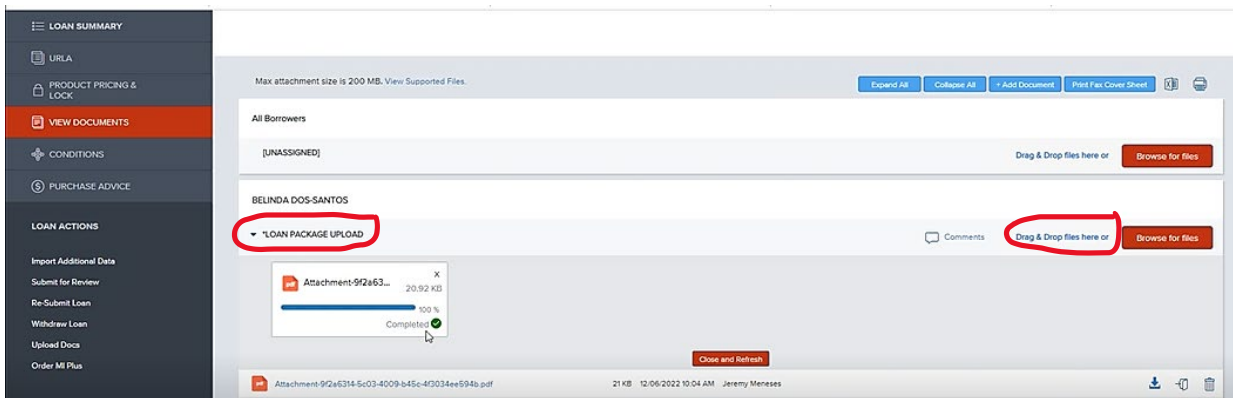 LOAN SUMMARY
URLA
PRODUCT PRICING &
LOCK
VIEW DOCUMENTS
CONDITIONS
PURCHASE ADVICE
LOAN ACTIONS
Import Additional Data
Submit for Review
Re-Submit Loan
Withdraw Loan
Upload Docs
Order MI Plus
Max attachment size is 200 MB. View Supported Files.
Expand All Collapse All + Add Document Print Fax Cover Sheet
All Borrowers
[UNASSIGNED] Drag & Drop files here or Browse for files
BELINDA DOS-SANTOS
*LOAN PACKAGE UPLOAD Comments Drag & Drop files here or Browse for files
Attachment-9f2a63... X
20.92 KB
100 %
Completed
Close and Refresh
Attachment-9f2a6314-5c03-4009-b45c-4f3034ee594b.pdf 21 KB 12/06/2022 10:04 AM Jeremy Meneses